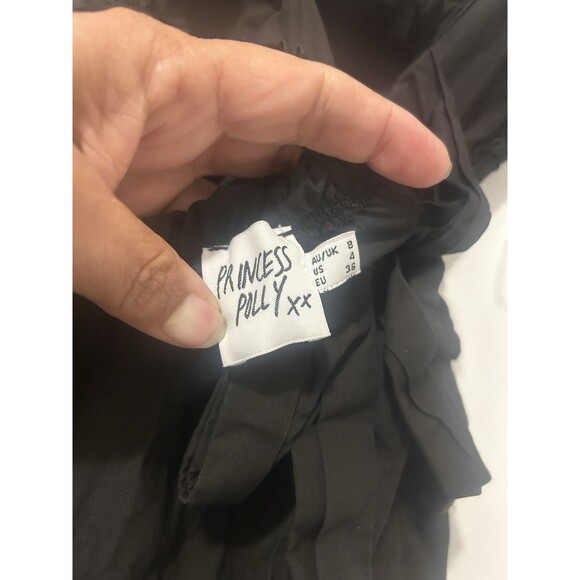 PRINCESS
POLLY xx
AU/UK 8
US 4
EU 36